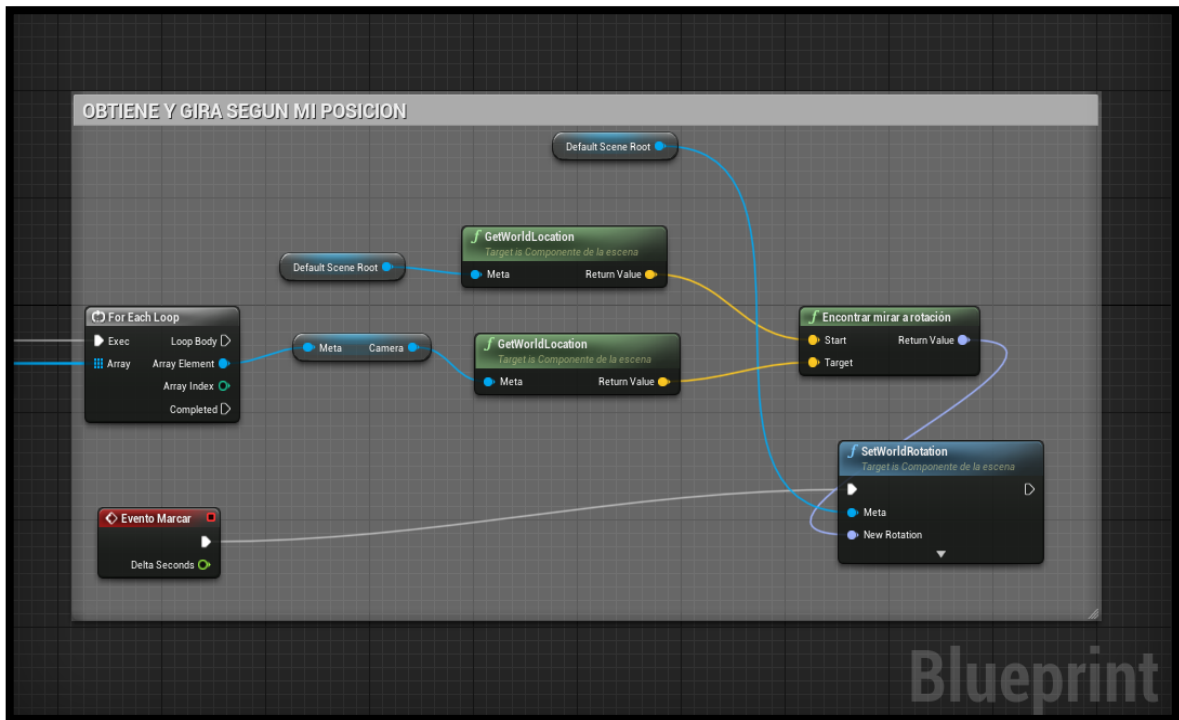 OBTIENE Y GIRA SEGUN MI POSICION
Default Scene Root
GetWorldLocation
Target is Componente de la escena
Meta Return Value
Default Scene Root
For Each Loop
Exec Loop Body
Array Array Element
Array Index
Completed
Meta Camera
GetWorldLocation
Target is Componente de la escena
Meta Return Value
Encontrar mirar a rotación
Start Return Value
Target
SetWorldRotation
Target is Componente de la escena
Meta
New Rotation
Evento Marcar
Delta Seconds
Blueprint